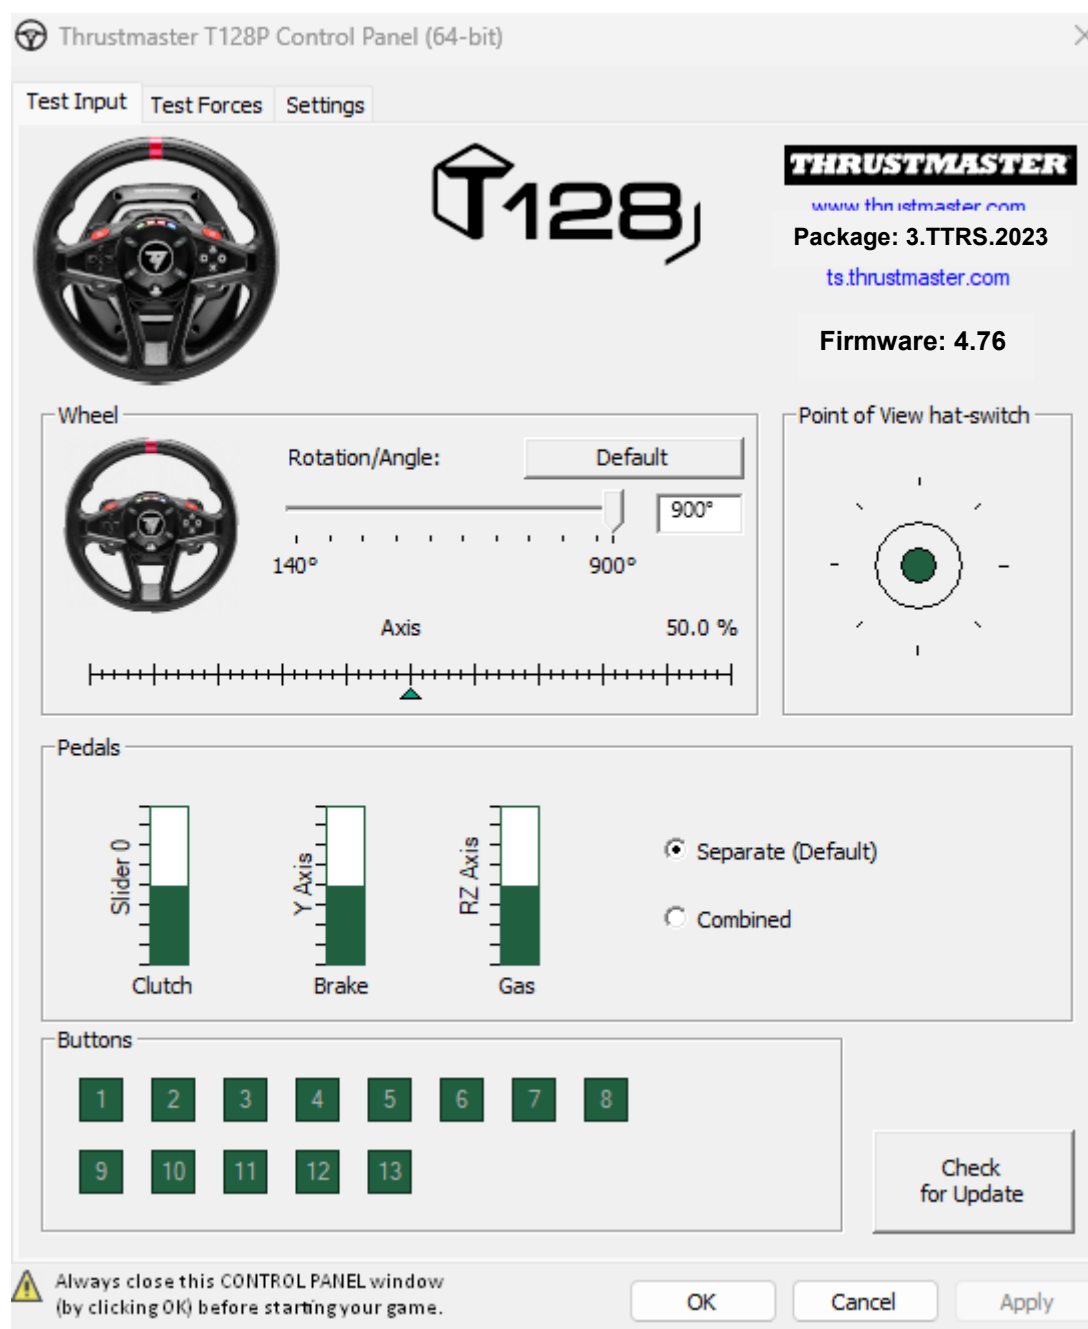 Thrustmaster T128P Control Panel (64-bit)
Test Input Test Forces Settings
T128
THRUSTMASTER
www.thrustmaster.com
Package: 3.TTRS.2023
ts.thrustmaster.com
Firmware: 4.76
Wheel
Rotation/Angle:
Default
900°
140°
900°
Axis
50.0 %
Point of View hat-switch
Pedals
Slider 0
Clutch
Y Axis
Brake
RZ Axis
Gas
Separate (Default)
Combined
Buttons
1 2 3 4 5 6 7 8
9 10 11 12 13
Check
for Update
Always close this CONTROL PANEL window
(by clicking OK) before starting your game.
OK Cancel Apply